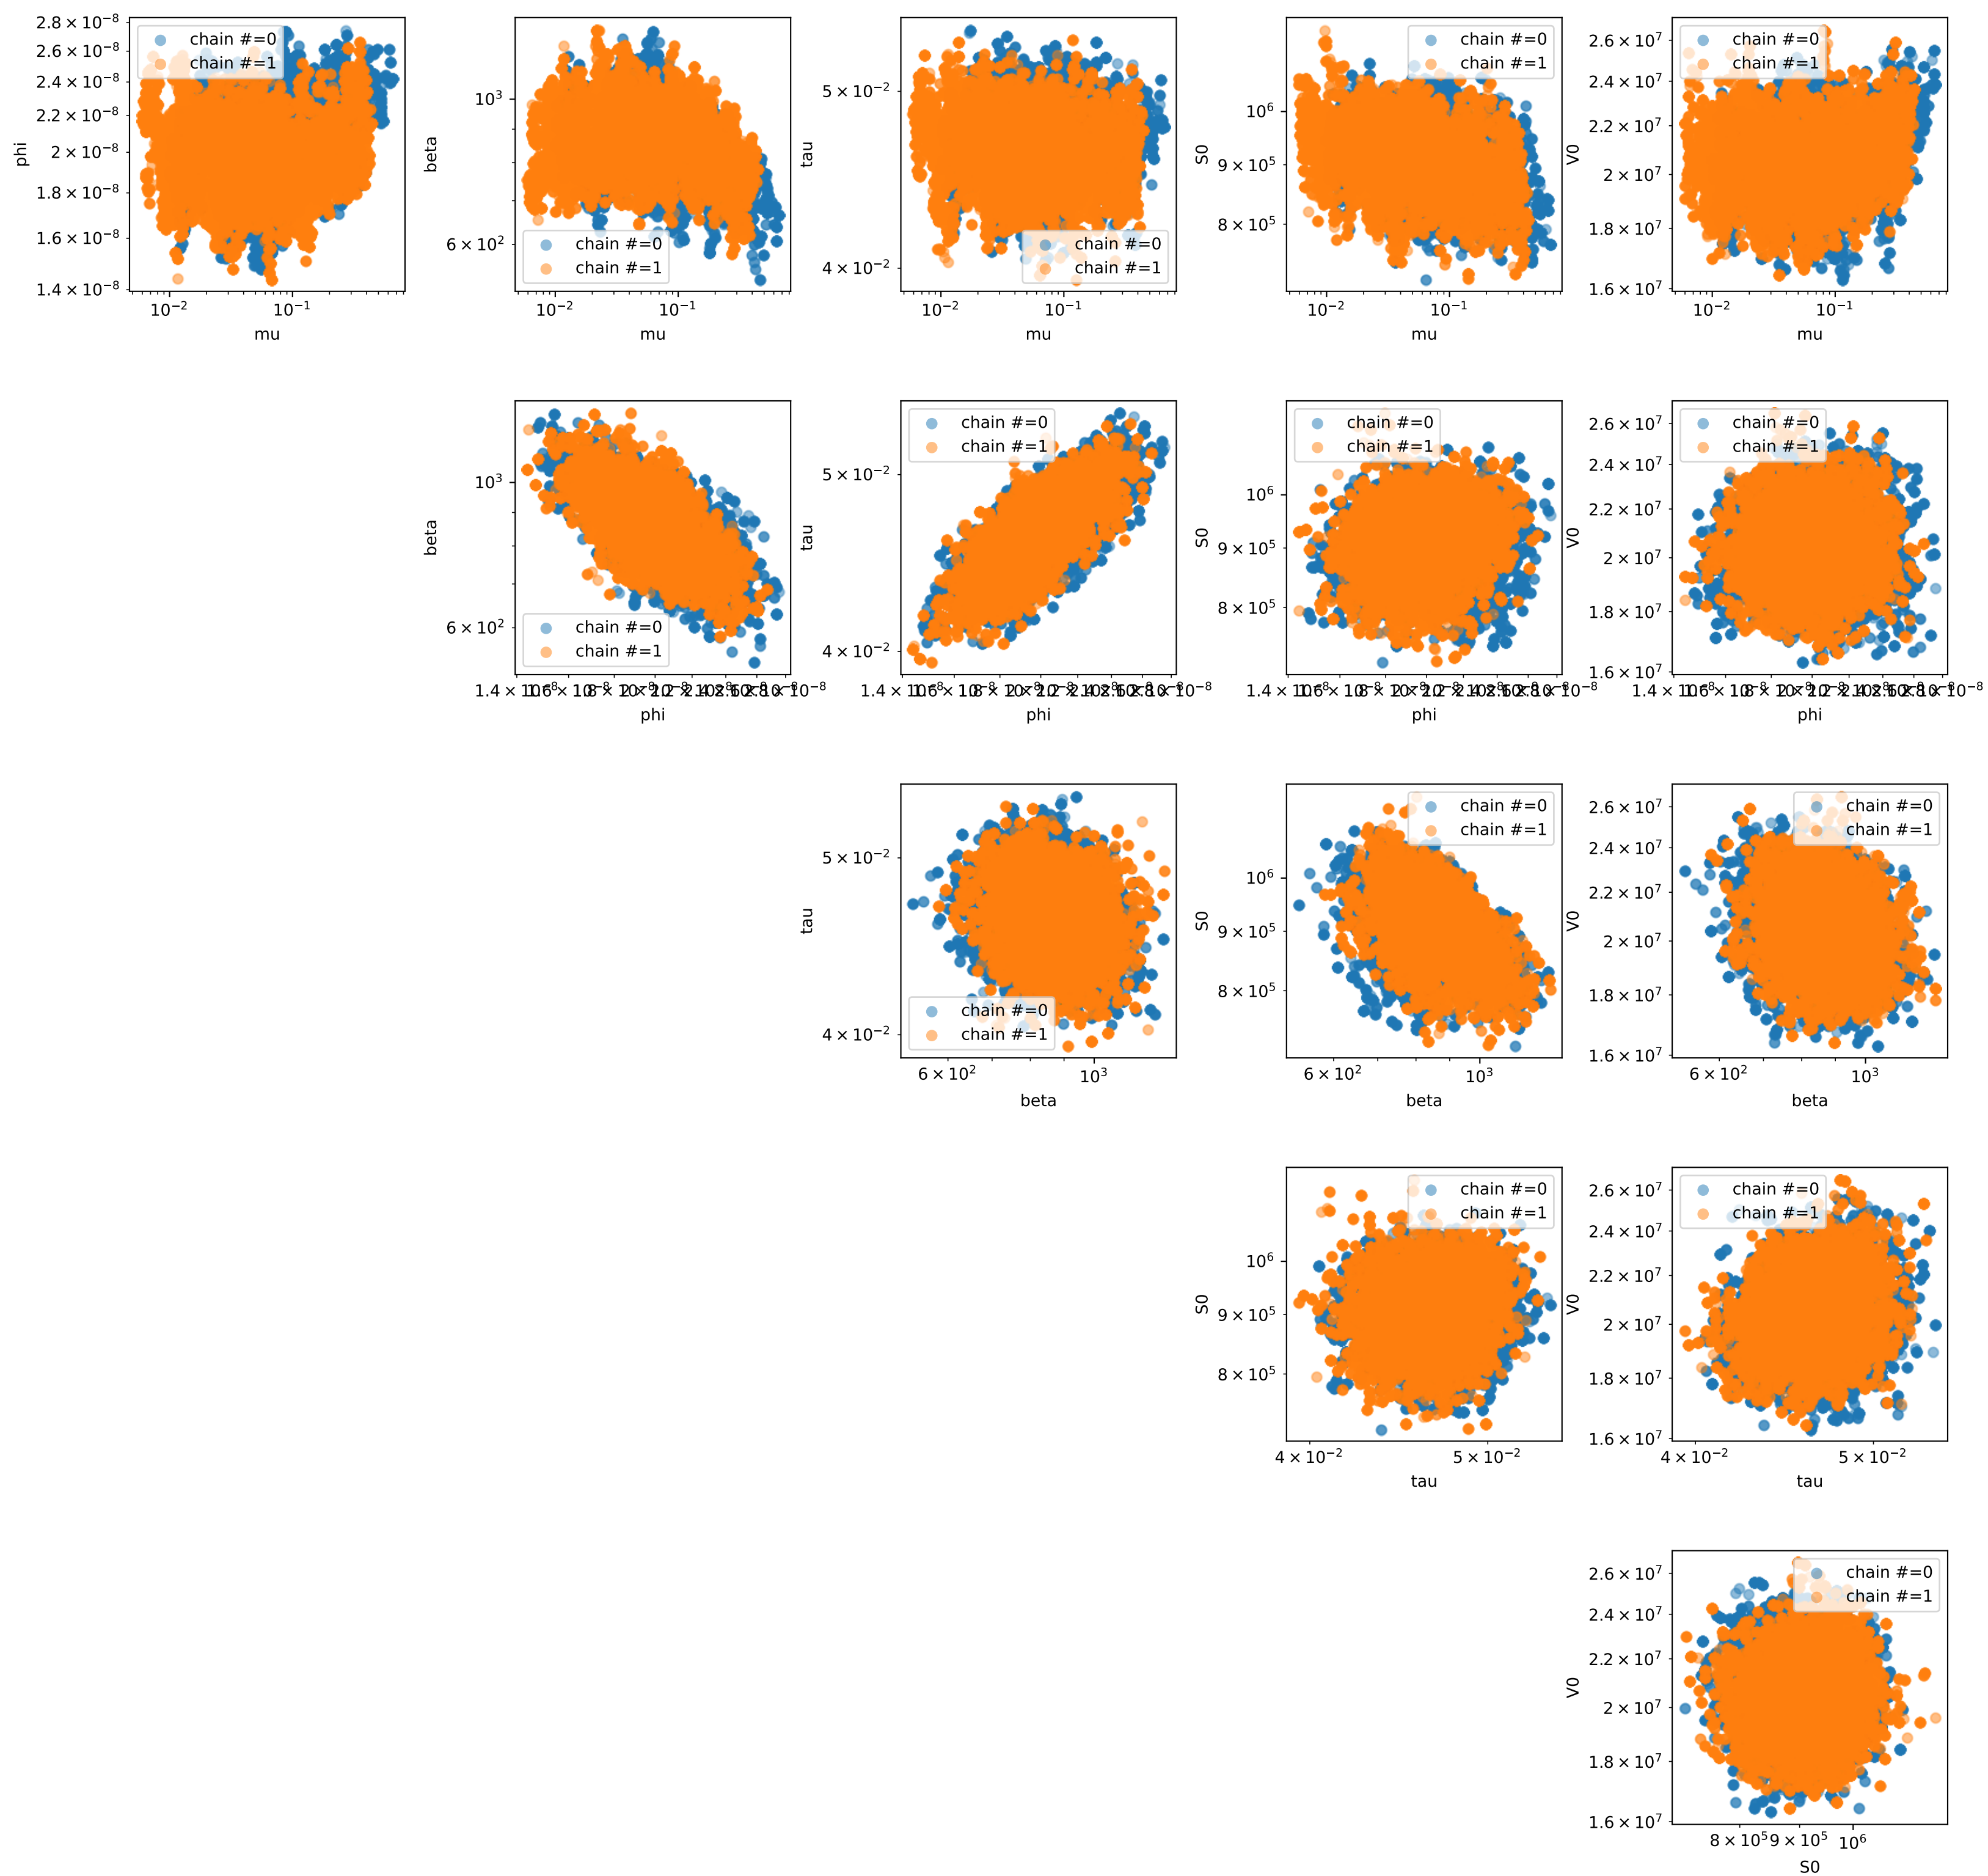 2.8 × 10⁻⁸
2.6 × 10⁻⁸
2.4 × 10⁻⁸
2.2 × 10⁻⁸
2 × 10⁻⁸
1.8 × 10⁻⁸
1.6 × 10⁻⁸
1.4 × 10⁻⁸
phi
chain #=0
chain #=1
10⁻² 10⁻¹
mu
10³
6 × 10²
beta
chain #=0
chain #=1
10⁻² 10⁻¹
mu
5 × 10⁻²
4 × 10⁻²
tau
chain #=0
chain #=1
10⁻² 10⁻¹
mu
10⁶
9 × 10⁵
8 × 10⁵
S0
chain #=0
chain #=1
10⁻² 10⁻¹
mu
2.6 × 10⁷
2.4 × 10⁷
2.2 × 10⁷
2 × 10⁷
1.8 × 10⁷
1.6 × 10⁷
V0
chain #=0
chain #=1
10⁻² 10⁻¹
mu
10³
6 × 10²
beta
chain #=0
chain #=1
phi
5 × 10⁻²
4 × 10⁻²
tau
chain #=0
chain #=1
phi
10⁶
9 × 10⁵
8 × 10⁵
S0
chain #=0
chain #=1
phi
2.6 × 10⁷
2.4 × 10⁷
2.2 × 10⁷
2 × 10⁷
1.8 × 10⁷
1.6 × 10⁷
V0
chain #=0
chain #=1
phi
5 × 10⁻²
4 × 10⁻²
tau
chain #=0
chain #=1
6 × 10² 10³
beta
10⁶
9 × 10⁵
8 × 10⁵
S0
chain #=0
chain #=1
6 × 10² 10³
beta
2.6 × 10⁷
2.4 × 10⁷
2.2 × 10⁷
2 × 10⁷
1.8 × 10⁷
1.6 × 10⁷
V0
chain #=0
chain #=1
6 × 10² 10³
beta
10⁶
9 × 10⁵
8 × 10⁵
S0
chain #=0
chain #=1
4 × 10⁻² 5 × 10⁻²
tau
2.6 × 10⁷
2.4 × 10⁷
2.2 × 10⁷
2 × 10⁷
1.8 × 10⁷
1.6 × 10⁷
V0
chain #=0
chain #=1
4 × 10⁻² 5 × 10⁻²
tau
2.6 × 10⁷
2.4 × 10⁷
2.2 × 10⁷
2 × 10⁷
1.8 × 10⁷
1.6 × 10⁷
V0
chain #=0
chain #=1
8 × 10⁵ 9 × 10⁵ 10⁶
S0